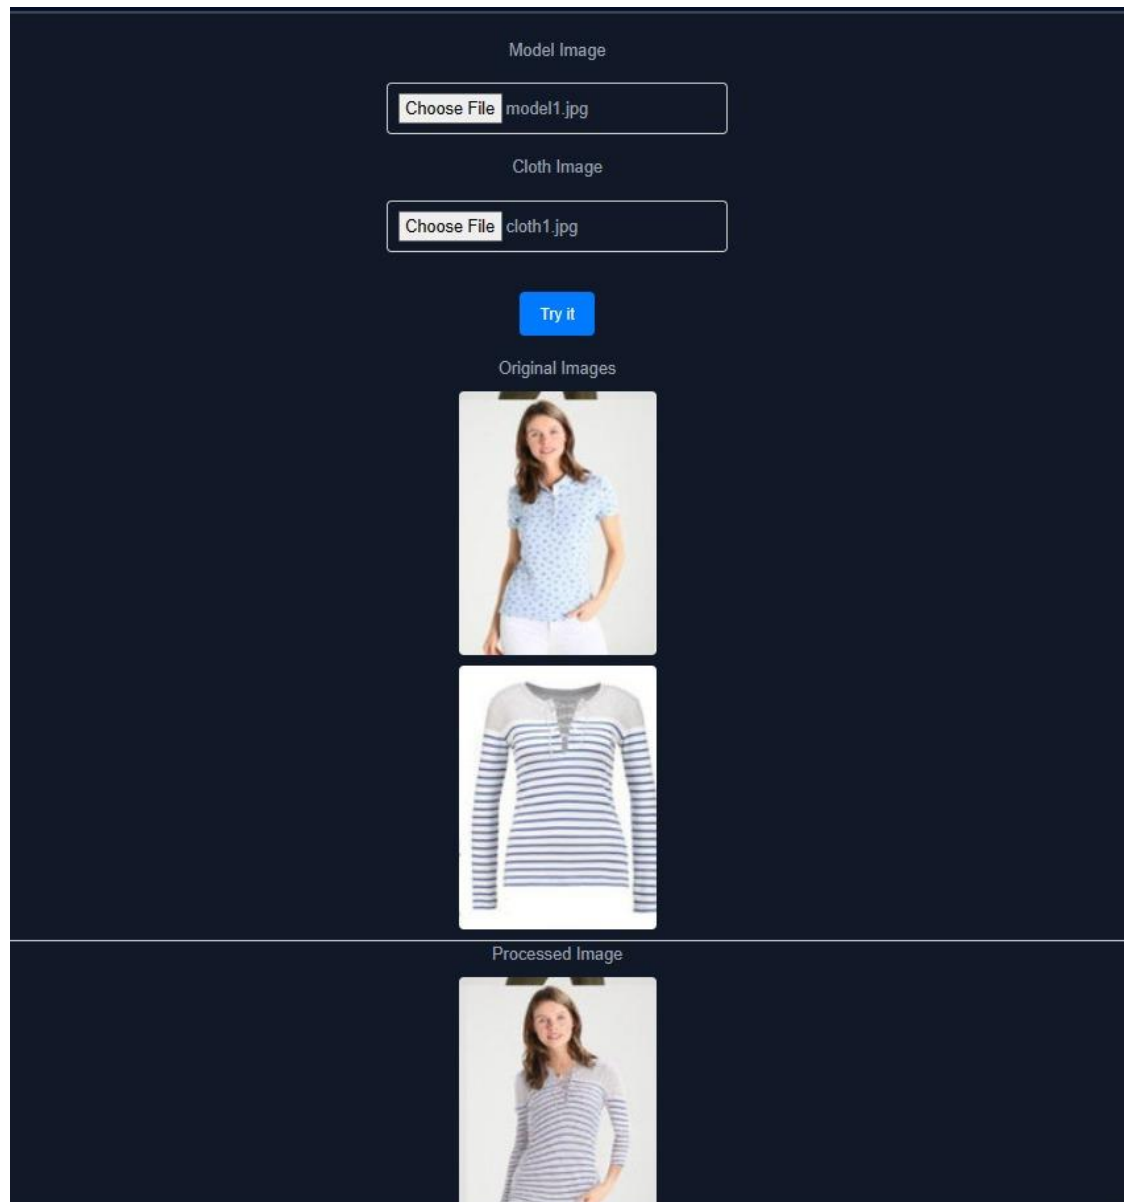 Model Image
Choose File model1.jpg
Cloth Image
Choose File cloth1.jpg
Try it
Original Images
Processed Image